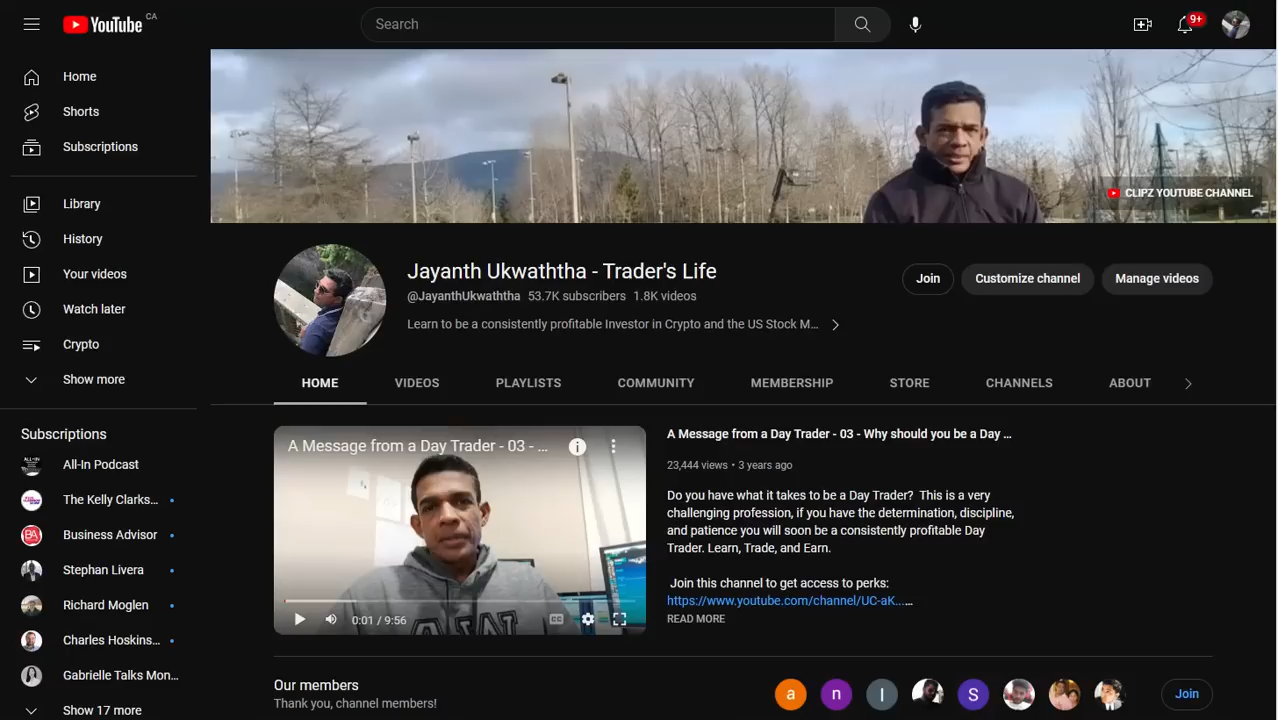 YouTube CA
Search
9+
Home
Shorts
Subscriptions
Library
History
Your videos
Watch later
Crypto
Show more
Subscriptions
All-In Podcast
The Kelly Clarks...
Business Advisor
Stephan Livera
Richard Moglen
Charles Hoskins...
Gabrielle Talks Mon...
Show 17 more
CLIPZ YOUTUBE CHANNEL
Jayanth Ukwaththa - Trader's Life
@JayanthUkwaththa 53.7K subscribers 1.8K videos
Learn to be a consistently profitable Investor in Crypto and the US Stock M...
Join
Customize channel
Manage videos
HOME VIDEOS PLAYLISTS COMMUNITY MEMBERSHIP STORE CHANNELS ABOUT
A Message from a Day Trader - 03 - ...
0:01 / 9:56
CC
A Message from a Day Trader - 03 - Why should you be a Day ...
23,444 views • 3 years ago
Do you have what it takes to be a Day Trader? This is a very
challenging profession, if you have the determination, discipline,
and patience you will soon be a consistently profitable Day
Trader. Learn, Trade, and Earn.
Join this channel to get access to perks:
https://www.youtube.com/channel/UC-aK......
READ MORE
Our members
Thank you, channel members!
a
n
I
S
Join